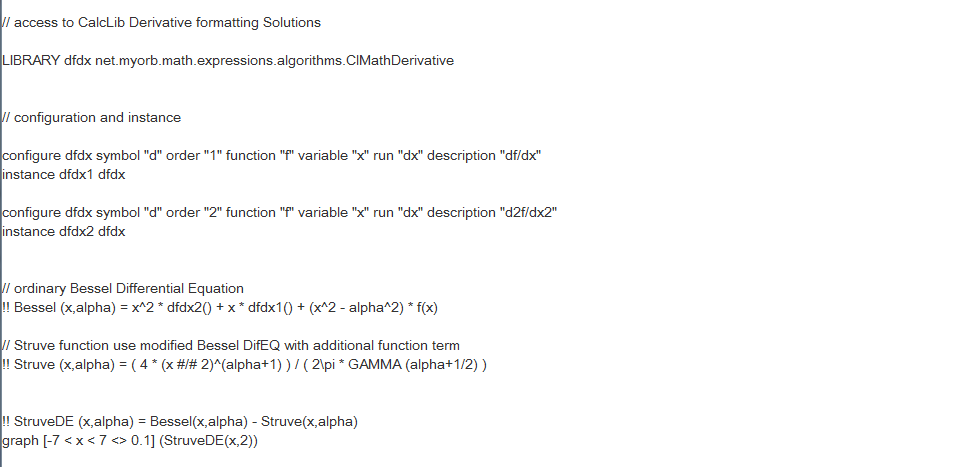 // access to CalcLib Derivative formatting Solutions
LIBRARY dfdx net.myorb.math.expressions.algorithms.ClMathDerivative
// configuration and instance
configure dfdx symbol "d" order "1" function "f" variable "x" run "dx" description "df/dx"
instance dfdx1 dfdx
configure dfdx symbol "d" order "2" function "f" variable "x" run "dx" description "d2f/dx2"
instance dfdx2 dfdx
// ordinary Bessel Differential Equation
!! Bessel (x,alpha) = x^2 * dfdx2() + x * dfdx1() + (x^2 - alpha^2) * f(x)
// Struve function use modified Bessel DifEQ with additional function term
!! Struve (x,alpha) = ( 4 * (x #/# 2)^(alpha+1) ) / ( 2\pi * GAMMA (alpha+1/2) )
!! StruveDE (x,alpha) = Bessel(x,alpha) - Struve(x,alpha)
graph [-7 < x < 7 <> 0.1] (StruveDE(x,2))